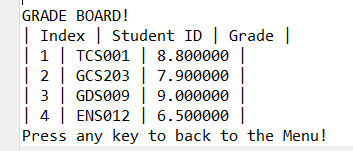 GRADE BOARD!
| Index | Student ID | Grade |
| 1 | TCS001 | 8.800000 |
| 2 | GCS203 | 7.900000 |
| 3 | GDS009 | 9.000000 |
| 4 | ENS012 | 6.500000 |
Press any key to back to the Menu!